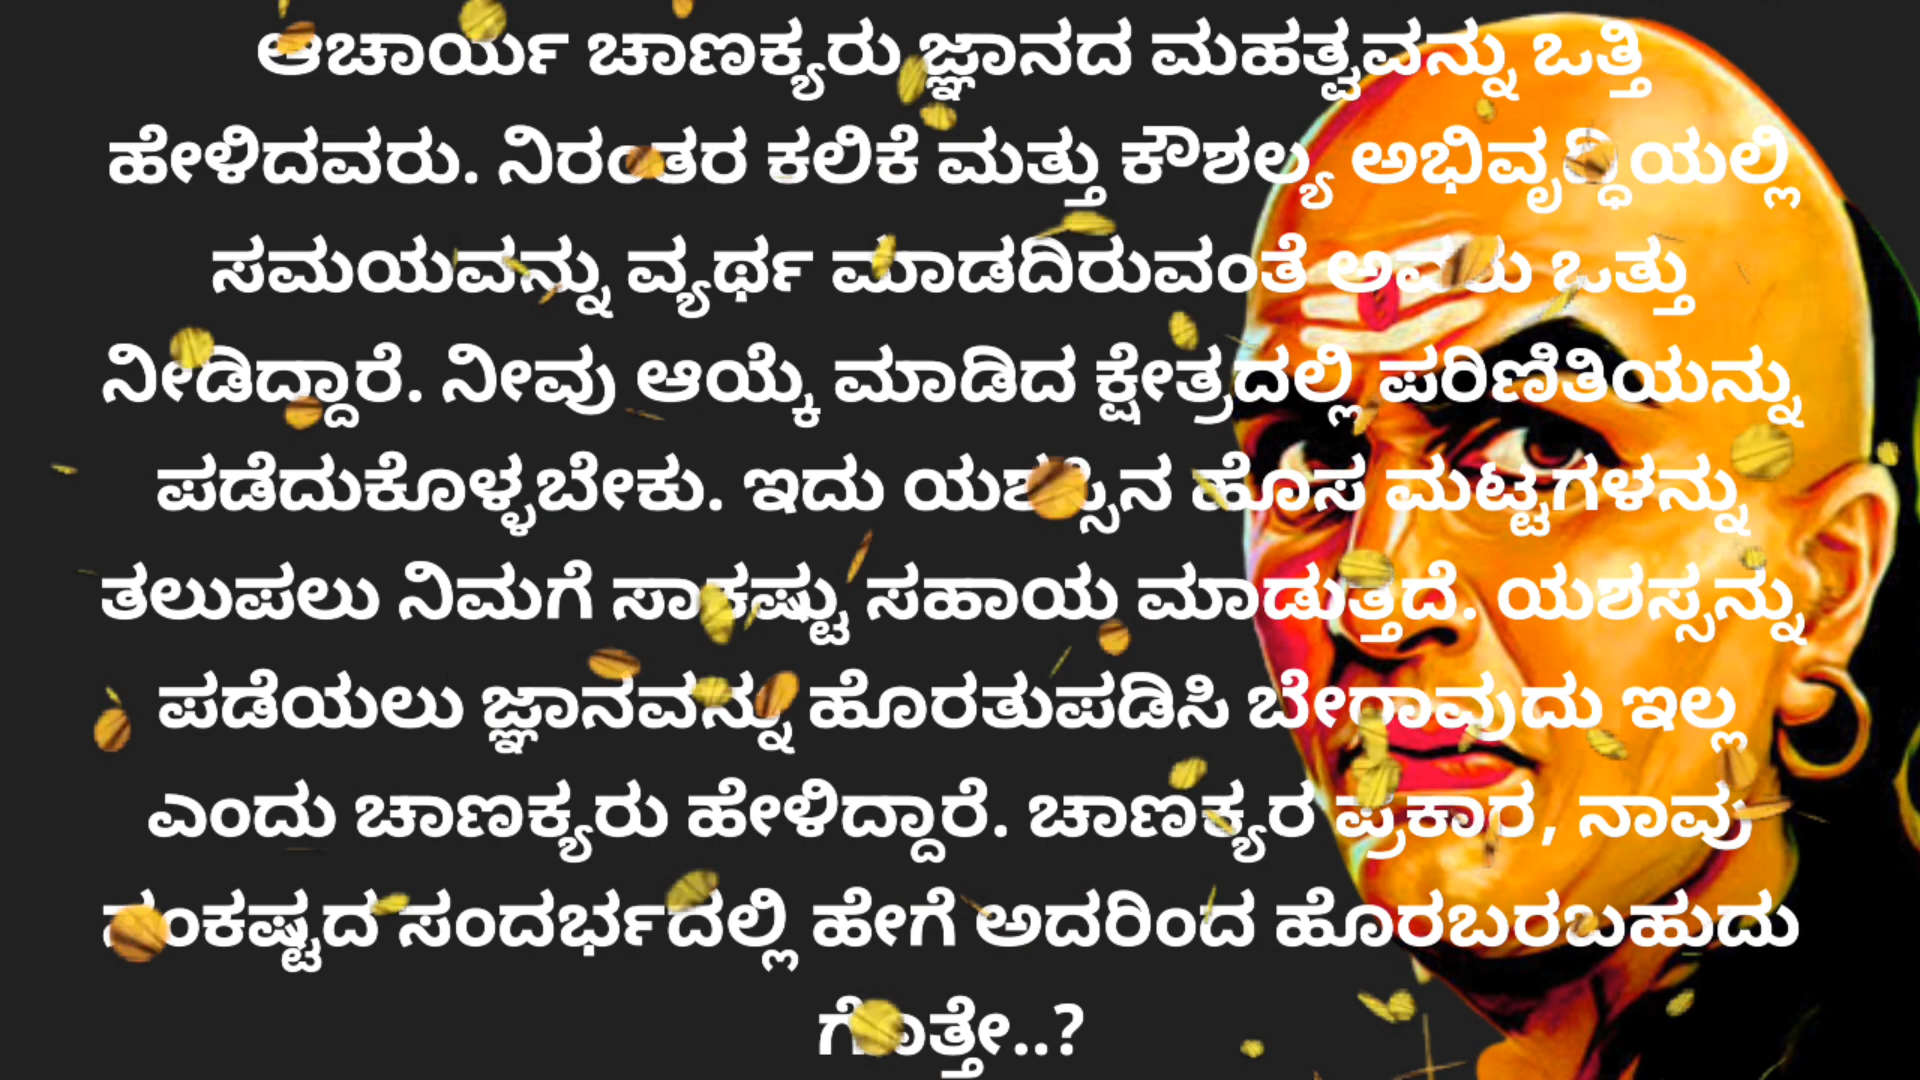 ಆಚಾರ್ಯ ಚಾಣಕ್ಯರು ಜ್ಞಾನದ ಮಹತ್ವವನ್ನು ಒತ್ತಿ
ಹೇಳಿದವರು. ನಿರಂತರ ಕಲಿಕೆ ಮತ್ತು ಕೌಶಲ್ಯ ಅಭಿವೃದ್ಧಿಯಲ್ಲಿ
ಸಮಯವನ್ನು ವ್ಯರ್ಥ ಮಾಡದಿರುವಂತೆ ಅವರು ಒತ್ತು
ನೀಡಿದ್ದಾರೆ. ನೀವು ಆಯ್ಕೆ ಮಾಡಿದ ಕ್ಷೇತ್ರದಲ್ಲಿ ಪರಿಣಿತಿಯನ್ನು
ಪಡೆದುಕೊಳ್ಳಬೇಕು. ಇದು ಯಶಸ್ಸಿನ ಹೊಸ ಮಟ್ಟಗಳನ್ನು
ತಲುಪಲು ನಿಮಗೆ ಸಾಕಷ್ಟು ಸಹಾಯ ಮಾಡುತ್ತದೆ. ಯಶಸ್ಸನ್ನು
ಪಡೆಯಲು ಜ್ಞಾನವನ್ನು ಹೊರತುಪಡಿಸಿ ಬೇರಾವುದು ಇಲ್ಲ
ಎಂದು ಚಾಣಕ್ಯರು ಹೇಳಿದ್ದಾರೆ. ಚಾಣಕ್ಯರ ಪ್ರಕಾರ, ನಾವು
ಸಂಕಷ್ಟದ ಸಂದರ್ಭದಲ್ಲಿ ಹೇಗೆ ಅದರಿಂದ ಹೊರಬರಬಹುದು
ಗೊತ್ತೇ..?